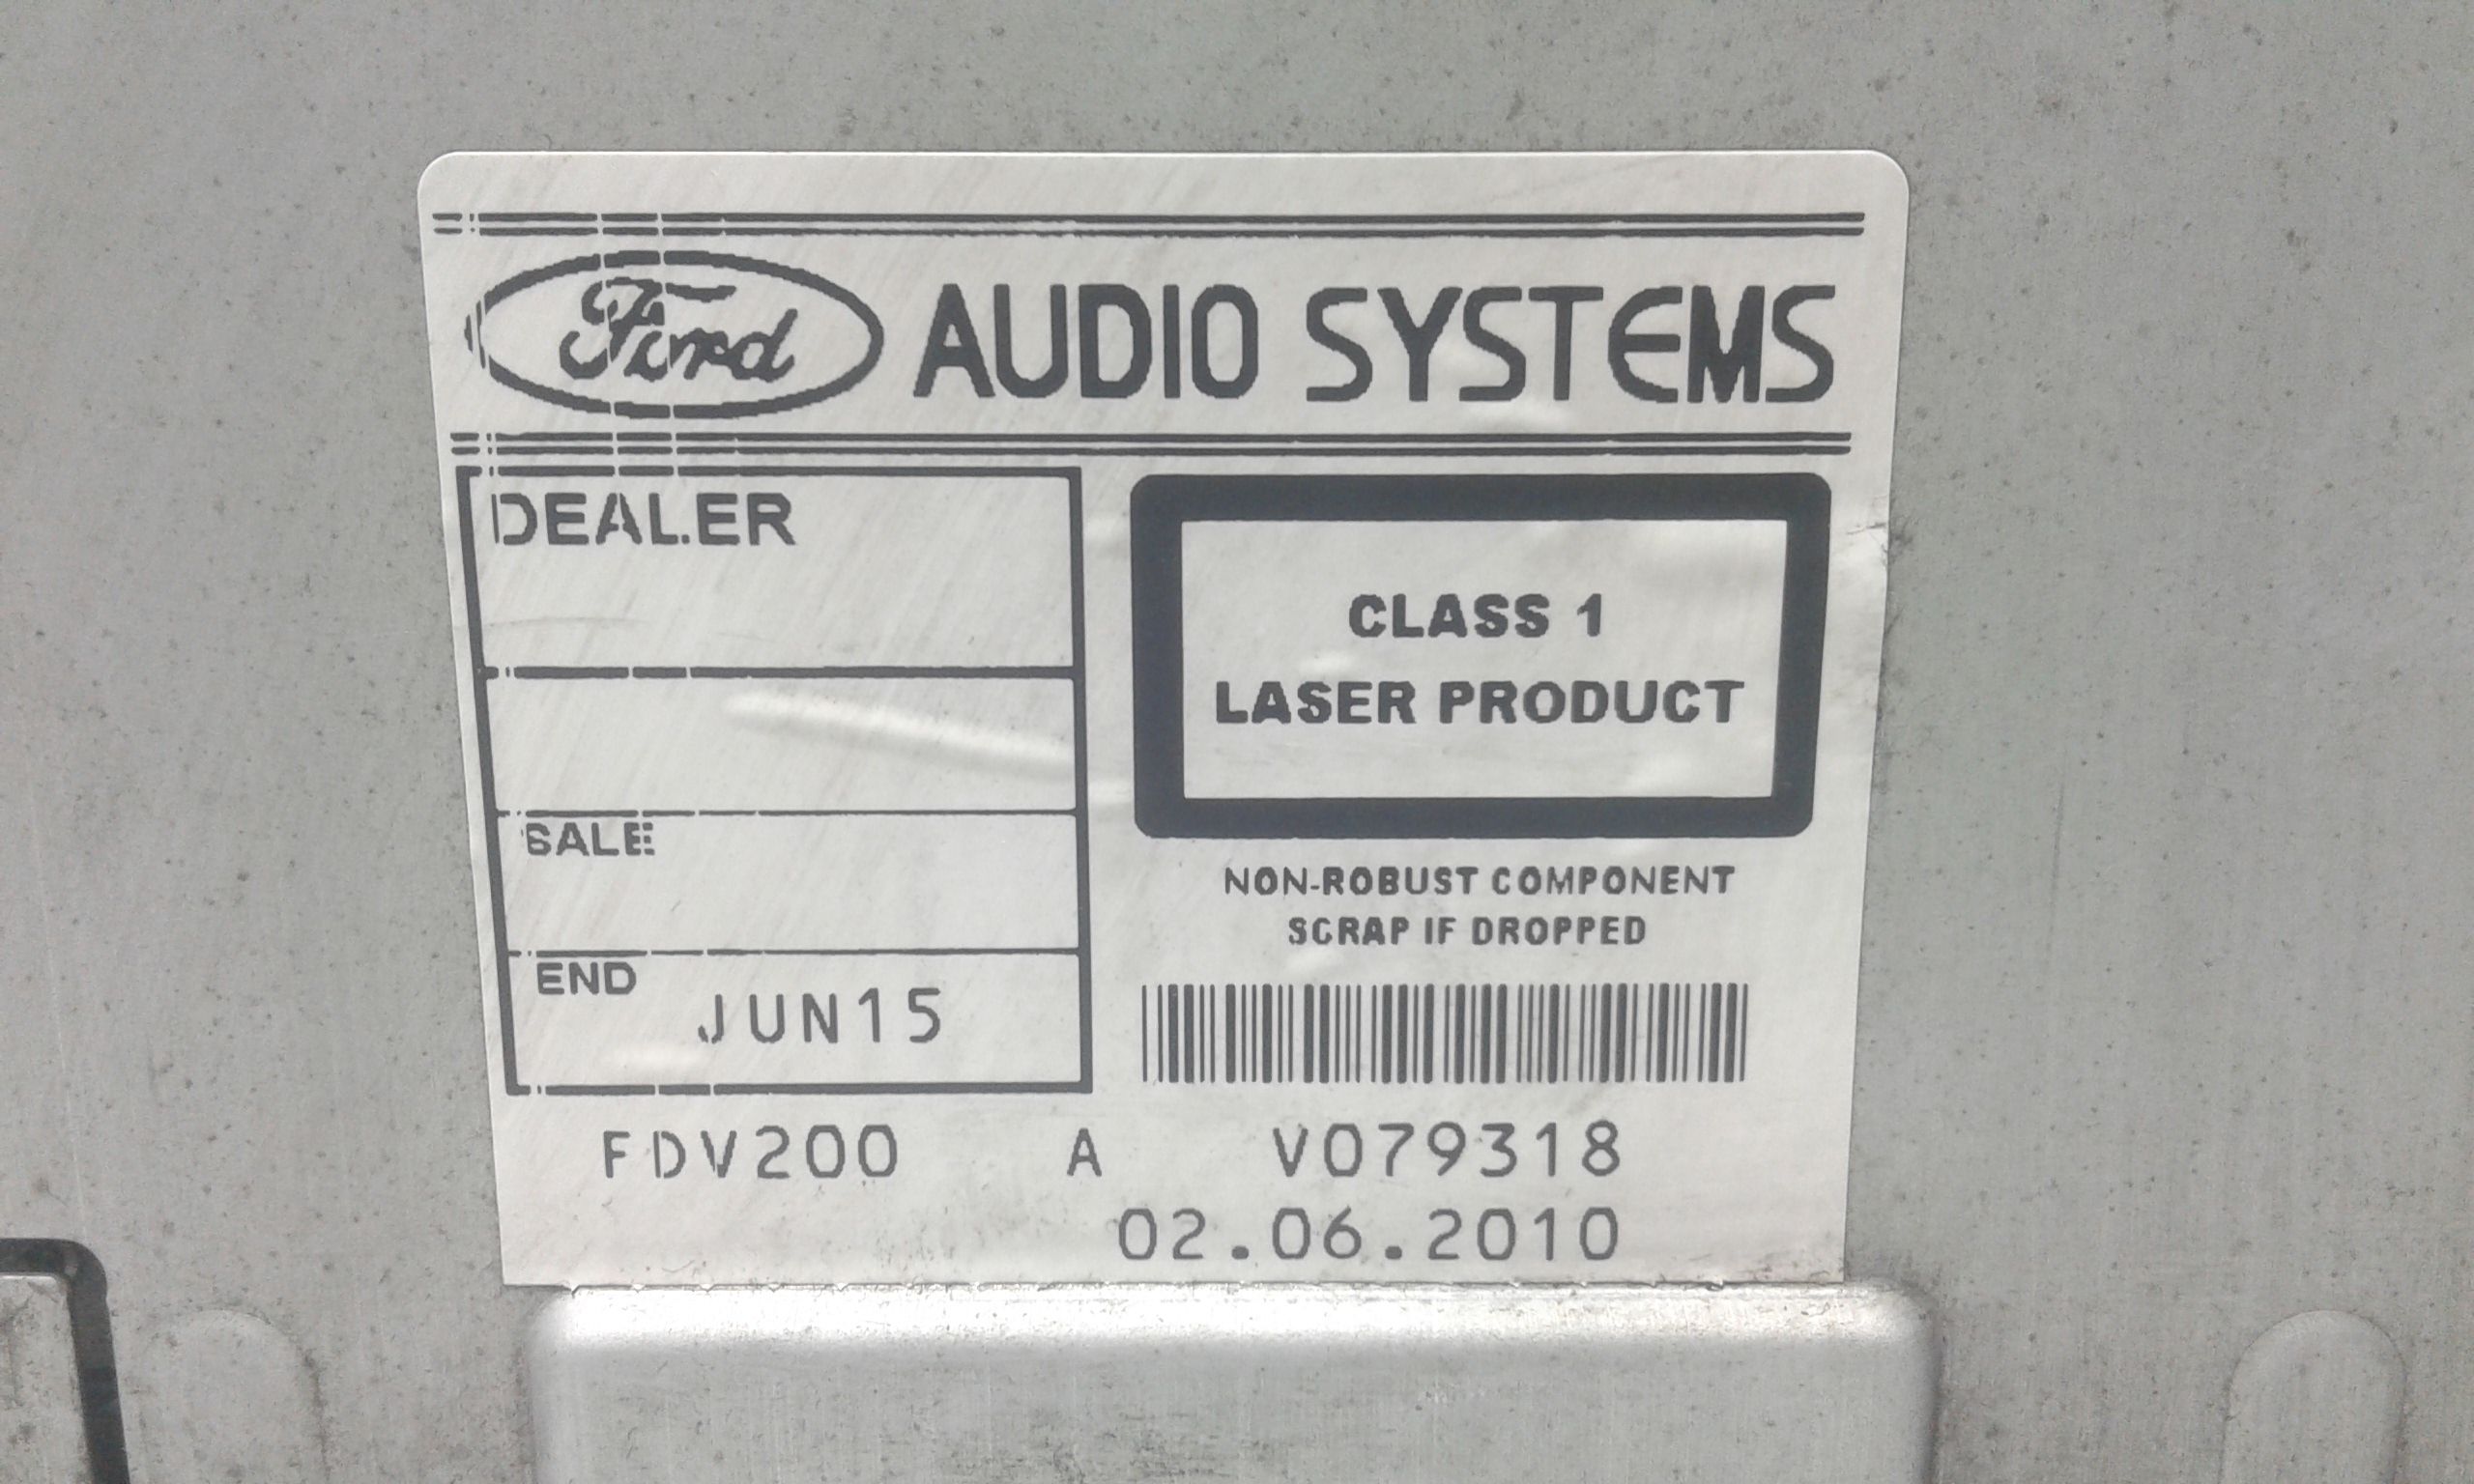 Ford AUDIO SYSTEMS
DEALER
CLASS 1
LASER PRODUCT
SALE
NON-ROBUST COMPONENT
SCRAP IF DROPPED
END
JUN15
FDV200 A V079318
02.06.2010